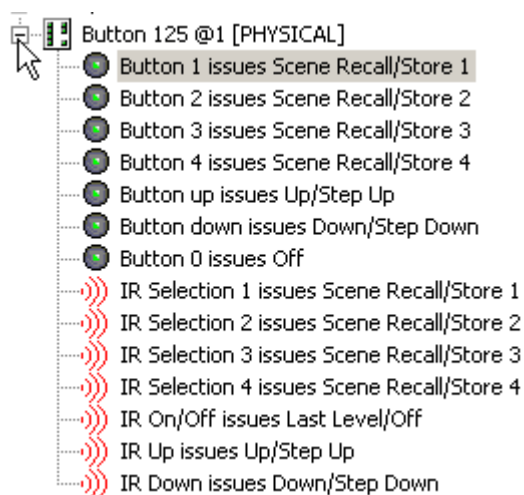 Button 125 @1 [PHYSICAL]
Button 1 issues Scene Recall/Store 1
Button 2 issues Scene Recall/Store 2
Button 3 issues Scene Recall/Store 3
Button 4 issues Scene Recall/Store 4
Button up issues Up/Step Up
Button down issues Down/Step Down
Button 0 issues Off
IR Selection 1 issues Scene Recall/Store 1
IR Selection 2 issues Scene Recall/Store 2
IR Selection 3 issues Scene Recall/Store 3
IR Selection 4 issues Scene Recall/Store 4
IR On/Off issues Last Level/Off
IR Up issues Up/Step Up
IR Down issues Down/Step Down